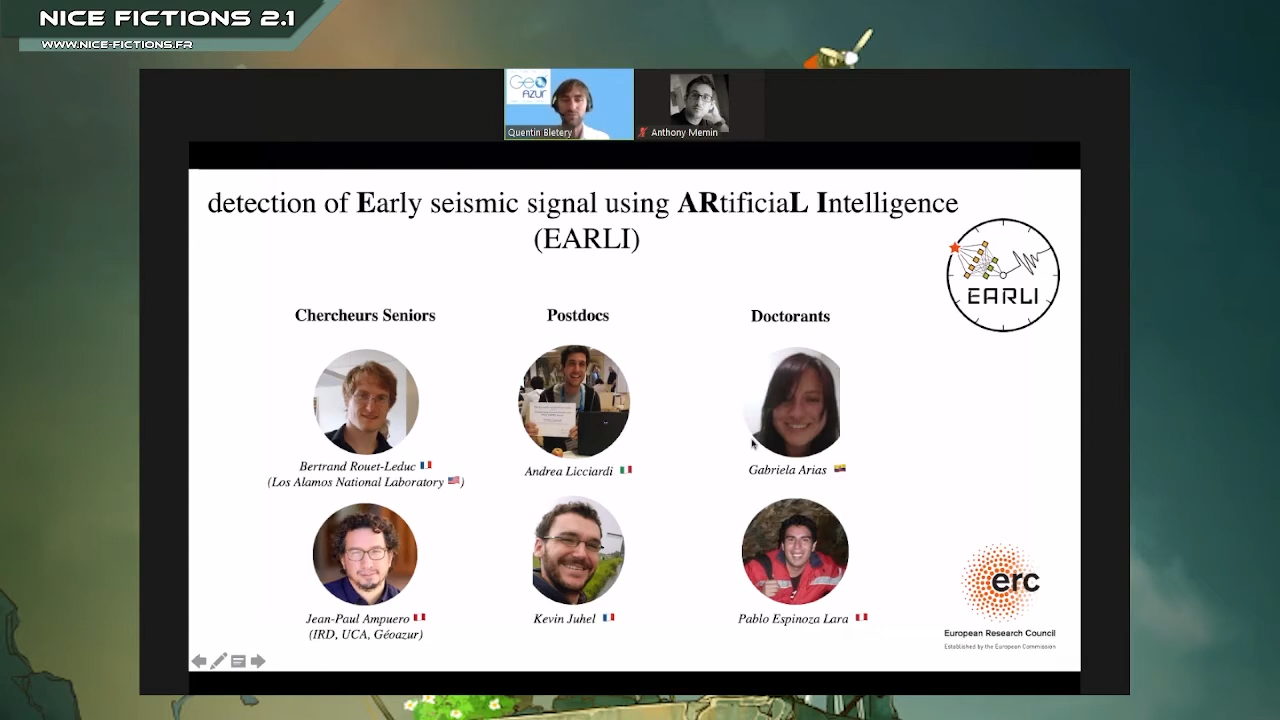 NICE FICTIONS 2.1
WWW.NICE-FICTIONS.FR
GEO
AZUR
Quentin Bletery
Anthony Memin
detection of Early seismic signal using ARtificiaL Intelligence
(EARLI)
EARLI
Chercheurs Seniors
Postdocs
Doctorants
Bertrand Rouet-Leduc
(Los Alamos National Laboratory )
Andrea Licciardi
Gabriela Arias
Jean-Paul Ampuero
(IRD, UCA, Géoazur)
Kevin Juhel
Pablo Espinoza Lara
erc
European Research Council
Established by the European Commission